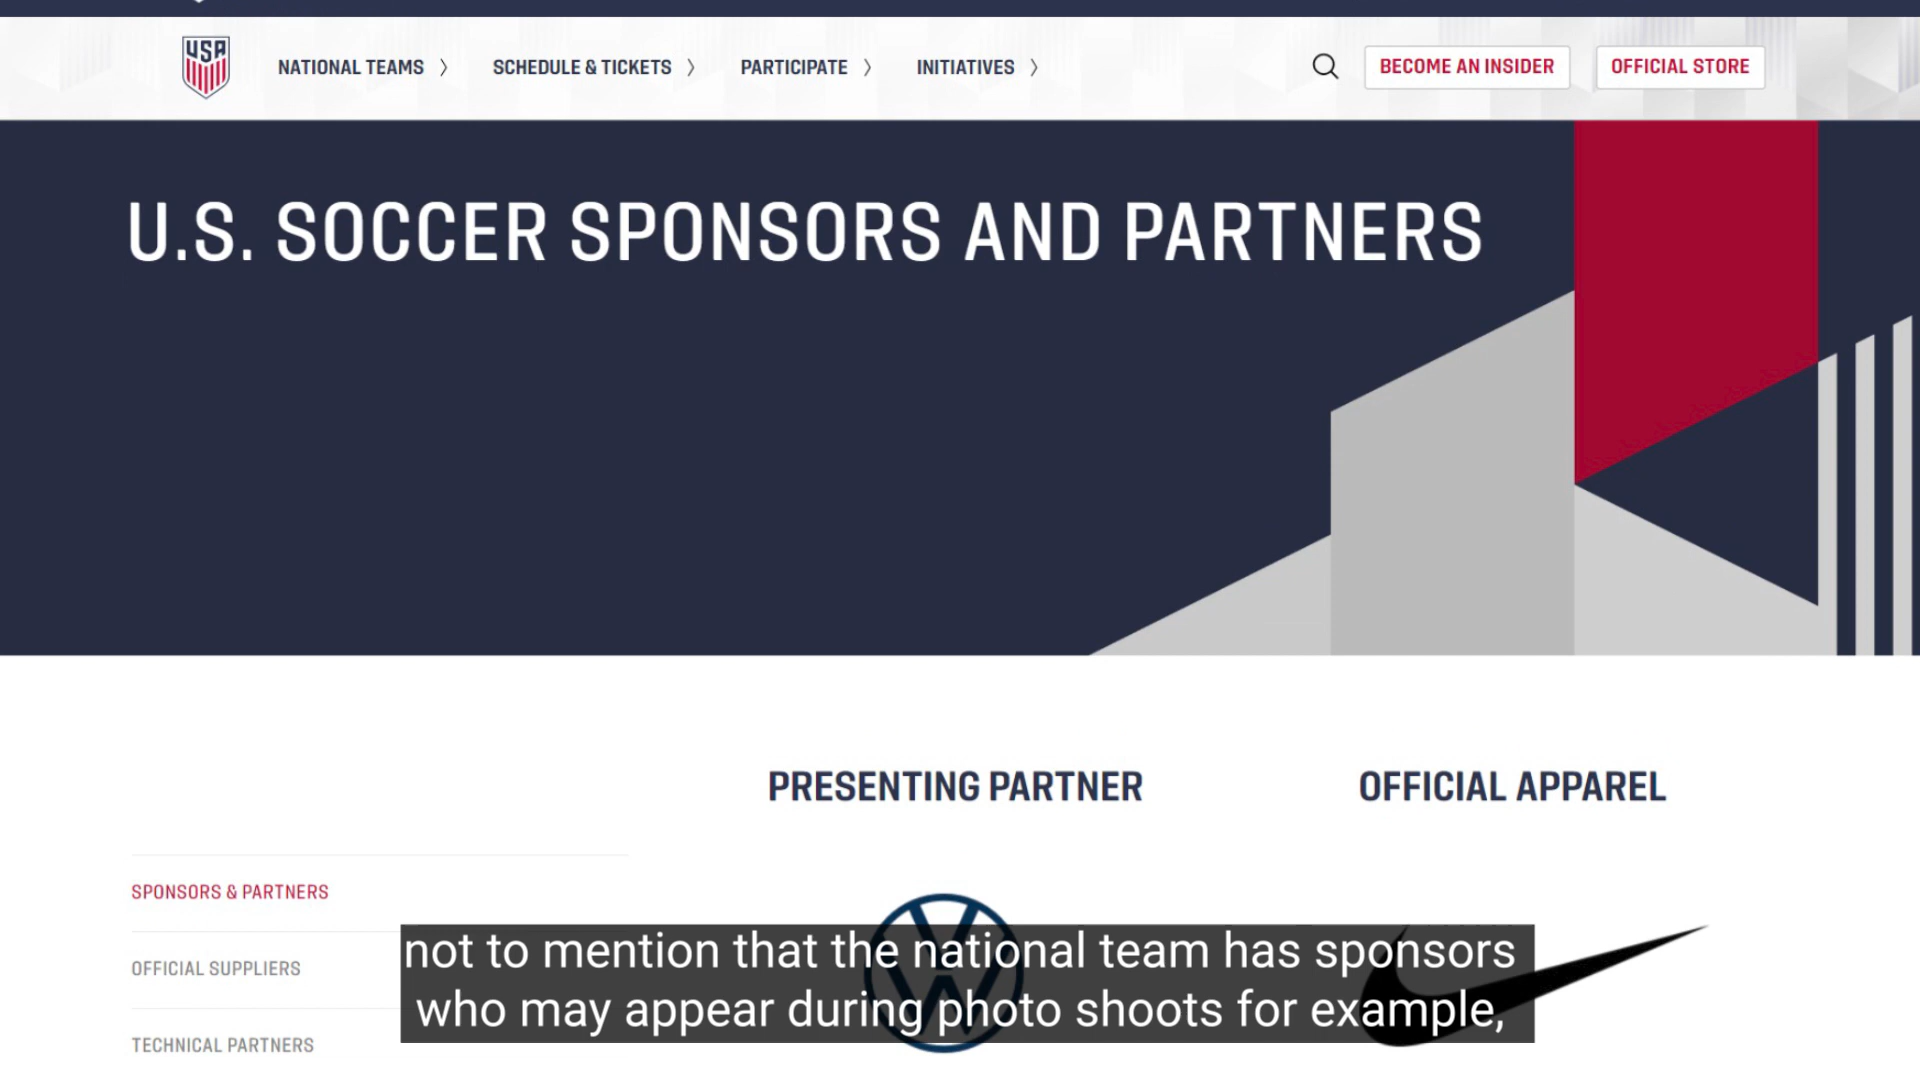 USA
NATIONAL TEAMS
SCHEDULE & TICKETS
PARTICIPATE
INITIATIVES
BECOME AN INSIDER
OFFICIAL STORE
U.S. SOCCER SPONSORS AND PARTNERS
PRESENTING PARTNER
OFFICIAL APPAREL
SPONSORS & PARTNERS
OFFICIAL SUPPLIERS
TECHNICAL PARTNERS
not to mention that the national team has sponsors
who may appear during photo shoots for example,